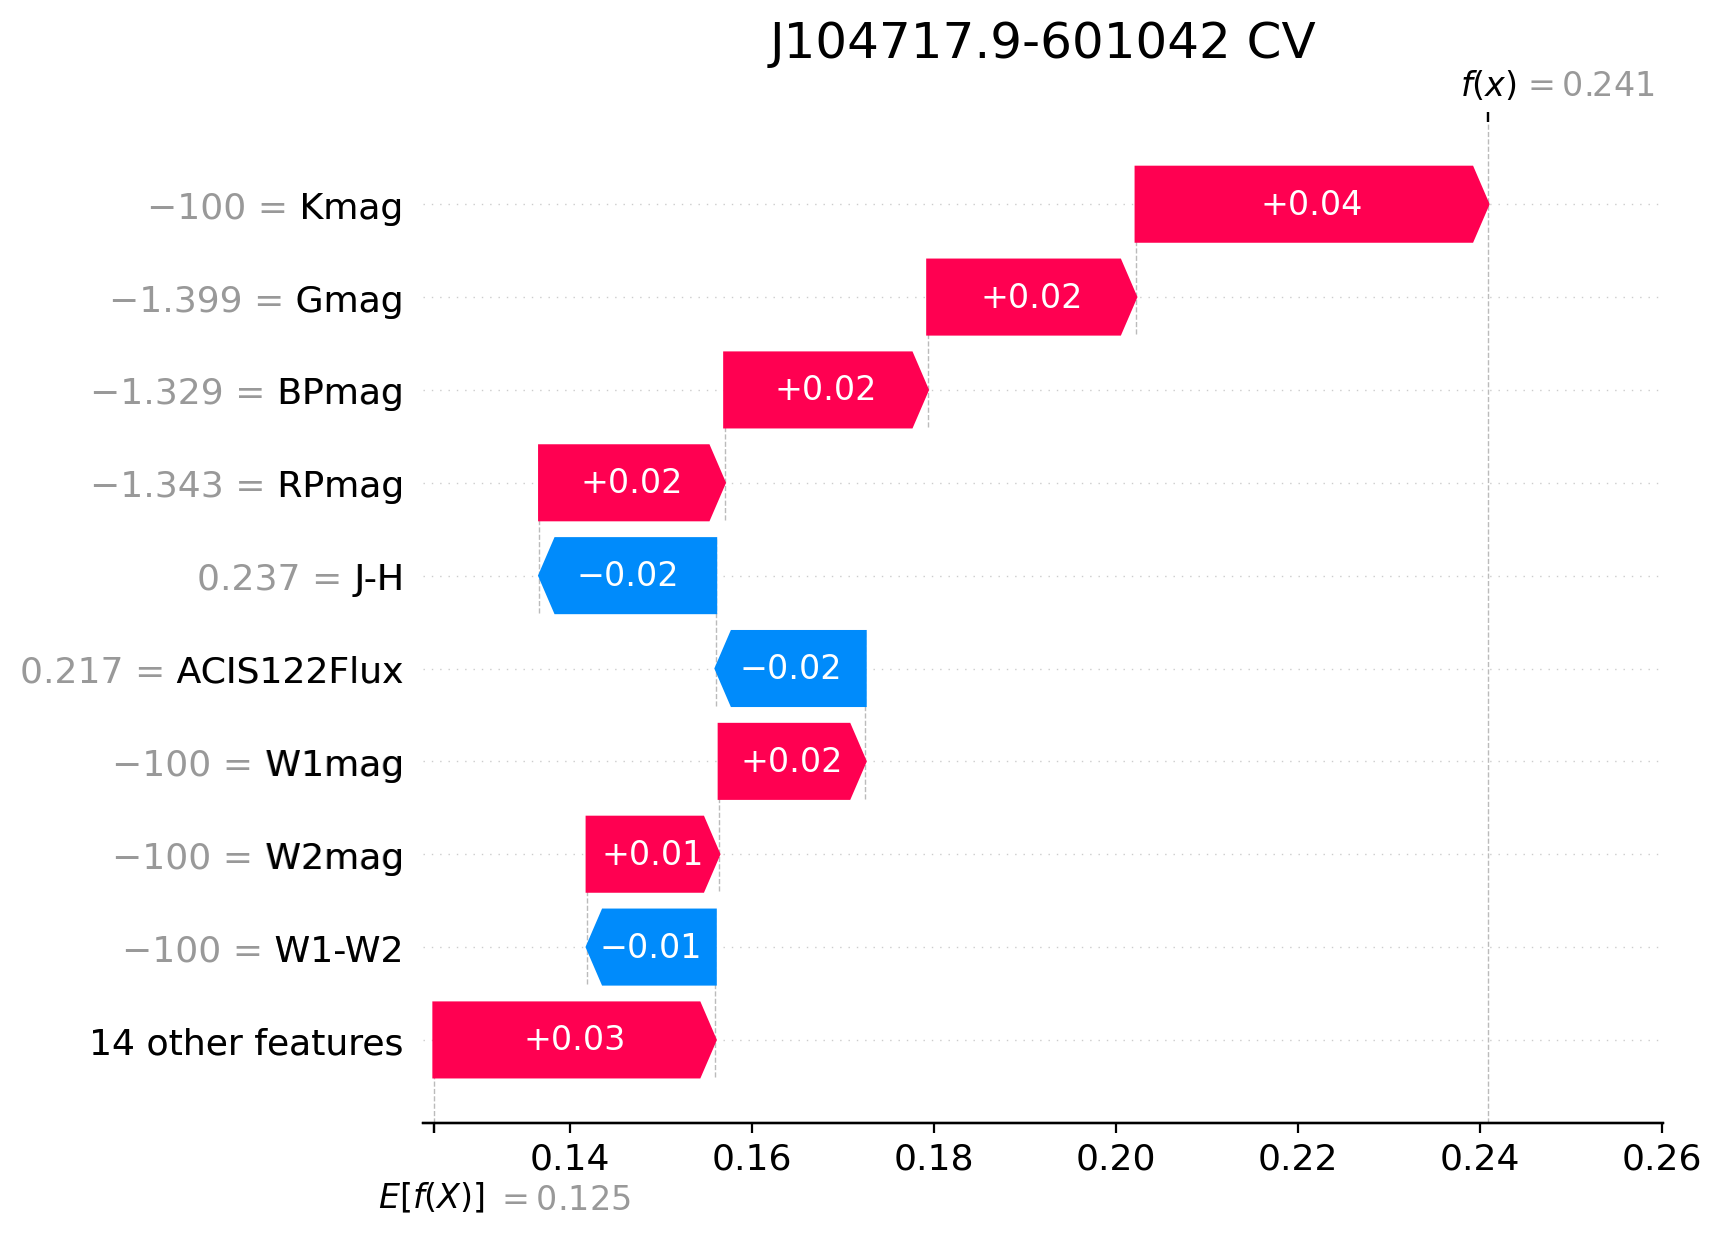 J104717.9-601042 CV
f(x) = 0.241
−100 = Kmag
+0.04
−1.399 = Gmag
+0.02
−1.329 = BPmag
+0.02
−1.343 = RPmag
+0.02
0.237 = J-H
−0.02
0.217 = ACIS122Flux
−0.02
−100 = W1mag
+0.02
−100 = W2mag
+0.01
−100 = W1-W2
−0.01
14 other features
+0.03
0.14 0.16 0.18 0.20 0.22 0.24 0.26
E[f(X)] = 0.125